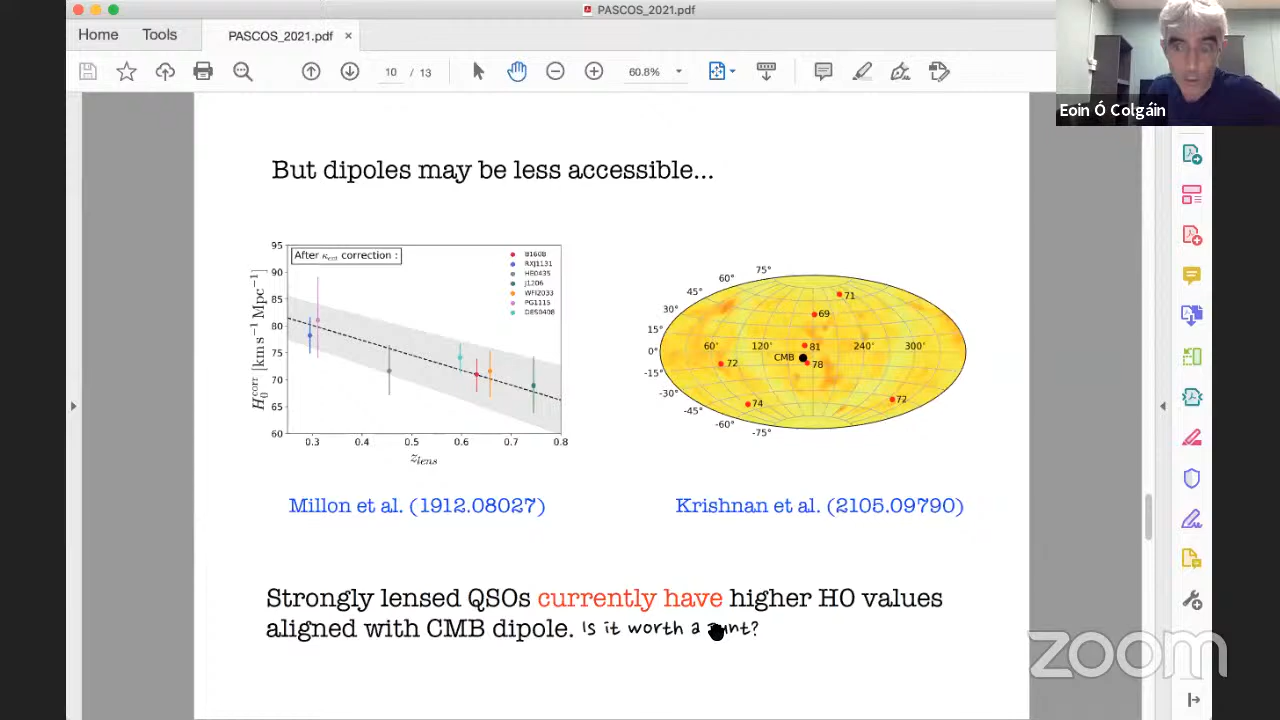 PASCOS_2021.pdf
Home Tools PASCOS_2021.pdf ×
10 / 13 60.8%
Eoin Ó Colgáin
But dipoles may be less accessible...
After κext correction :
B1608
RXJ1131
HE0435
J1206
WFI2033
PG1115
DES0408
95
90
85
80
75
70
65
60
H0corr [kms−1 Mpc−1]
0.3 0.4 0.5 0.6 0.7 0.8
zlens
75°
60°
45°
30°
15°
0°
-15°
-30°
-45°
-60°
-75°
60° 120° 240° 300°
71
69
81
CMB
78
72
74
72
Millon et al. (1912.08027)
Krishnan et al. (2105.09790)
Strongly lensed QSOs currently have higher H0 values
aligned with CMB dipole. Is it worth a
zoom